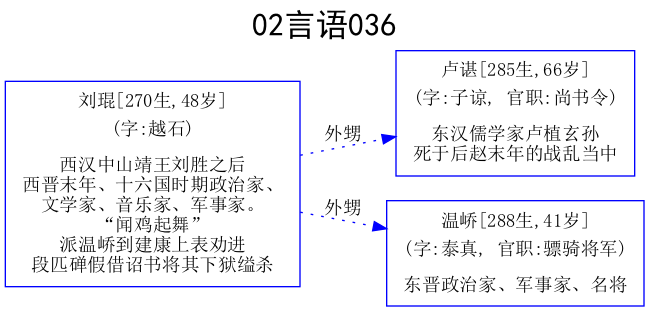 02言语036
刘琨[270生,48岁]
(字:越石)
西汉中山靖王刘胜之后
西晋末年、十六国时期政治家、
文学家、音乐家、军事家。
“闻鸡起舞”
派温峤到建康上表劝进
段匹磾假借诏书将其下狱缢杀
外甥
卢谌[285生,66岁]
(字:子谅, 官职:尚书令)
东汉儒学家卢植玄孙
死于后赵末年的战乱当中
外甥
温峤[288生,41岁]
(字:泰真, 官职:骠骑将军)
东晋政治家、军事家、名将